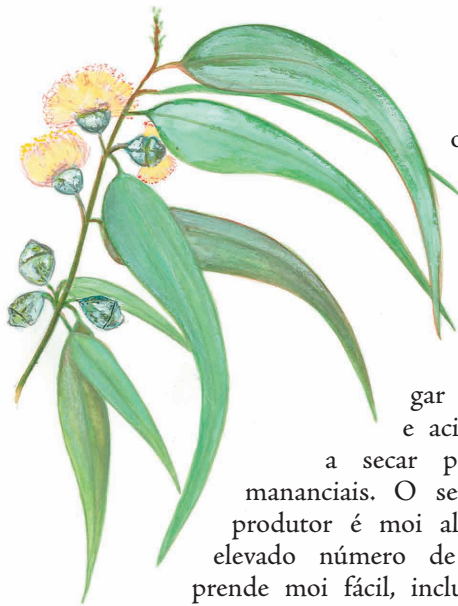 gar
e aci
a secar p
mananciais. O se
produtor é moi al
elevado número de
prende moi fácil, inclu